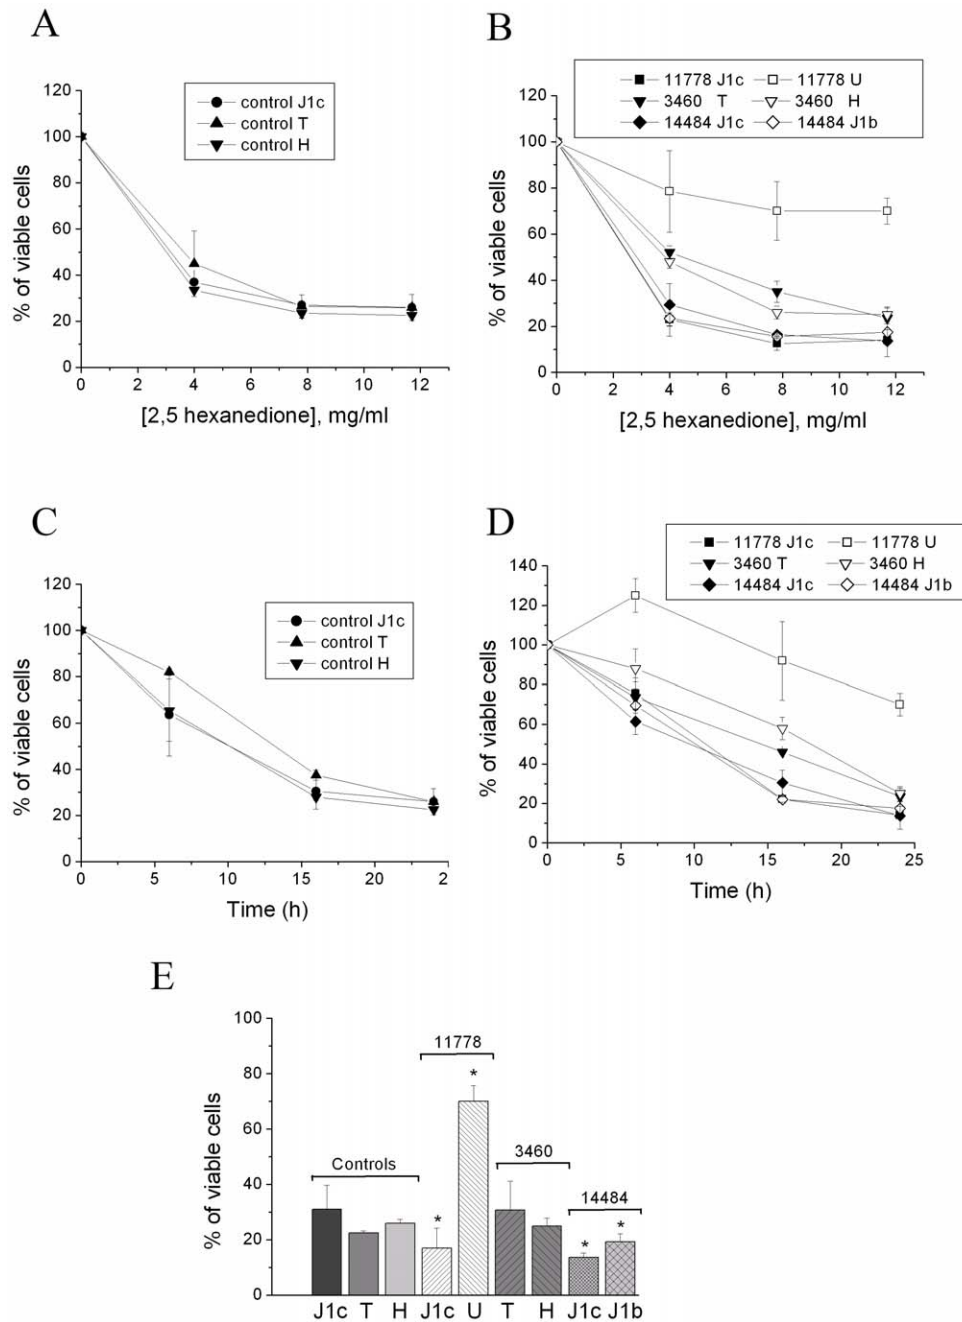 A
control J1c
control T
control H
120
100
80
60
40
20
0
% of viable cells
0 2 4 6 8 10 12
[2,5 hexanedione], mg/ml
B
11778 J1c 11778 U
3460 T 3460 H
14484 J1c 14484 J1b
120
100
80
60
40
20
0
% of viable cells
0 2 4 6 8 10 12
[2,5 hexanedione], mg/ml
C
control J1c
control T
control H
120
100
80
60
40
20
0
% of viable cells
0 5 10 15 20 2
Time (h)
D
11778 J1c 11778 U
3460 T 3460 H
14484 J1c 14484 J1b
140
120
100
80
60
40
20
0
% of viable cells
0 5 10 15 20 25
Time (h)
E
100
80
60
40
20
0
% of viable cells
11778
*
Controls
3460
14484
*
*
*
J1c T H J1c U T H J1c J1b